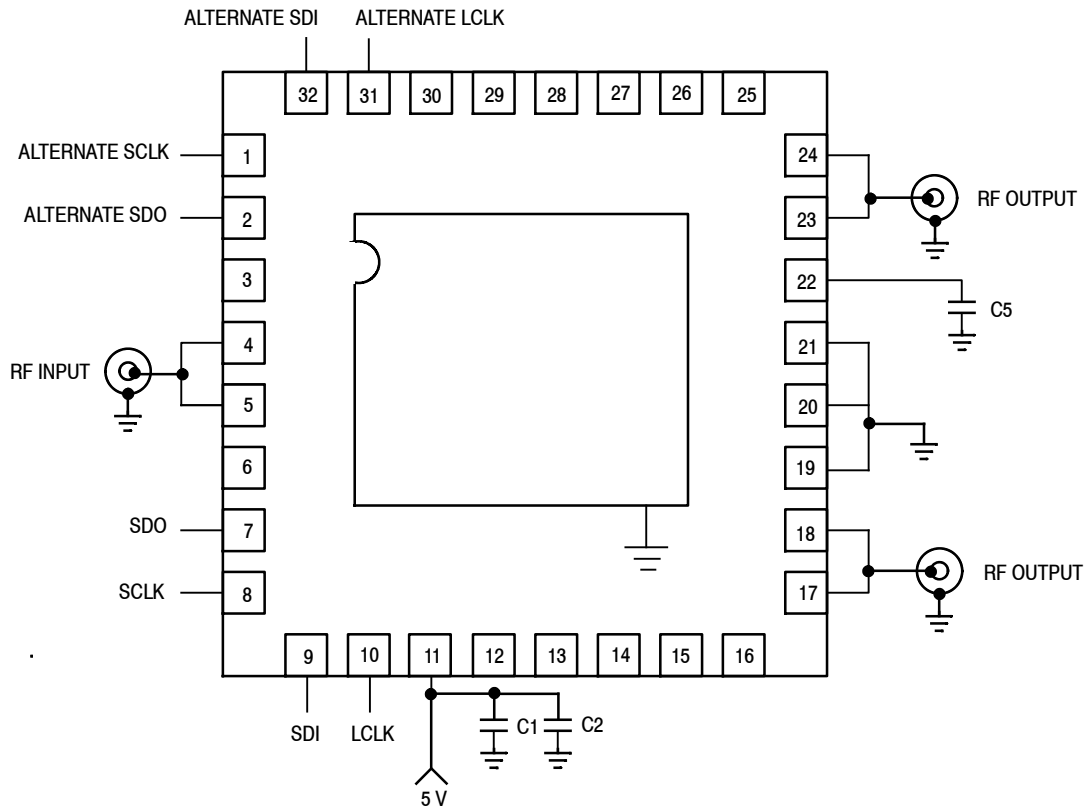 ALTERNATE SDI
ALTERNATE LCLK
32 31 30 29 28 27 26 25
ALTERNATE SCLK
1
ALTERNATE SDO
2
3
RF INPUT
4
5
6
SDO
7
SCLK
8
24
23
RF OUTPUT
22
C5
21
20
19
18
17
RF OUTPUT
9 10 11 12 13 14 15 16
SDI
LCLK
C1
C2
5 V